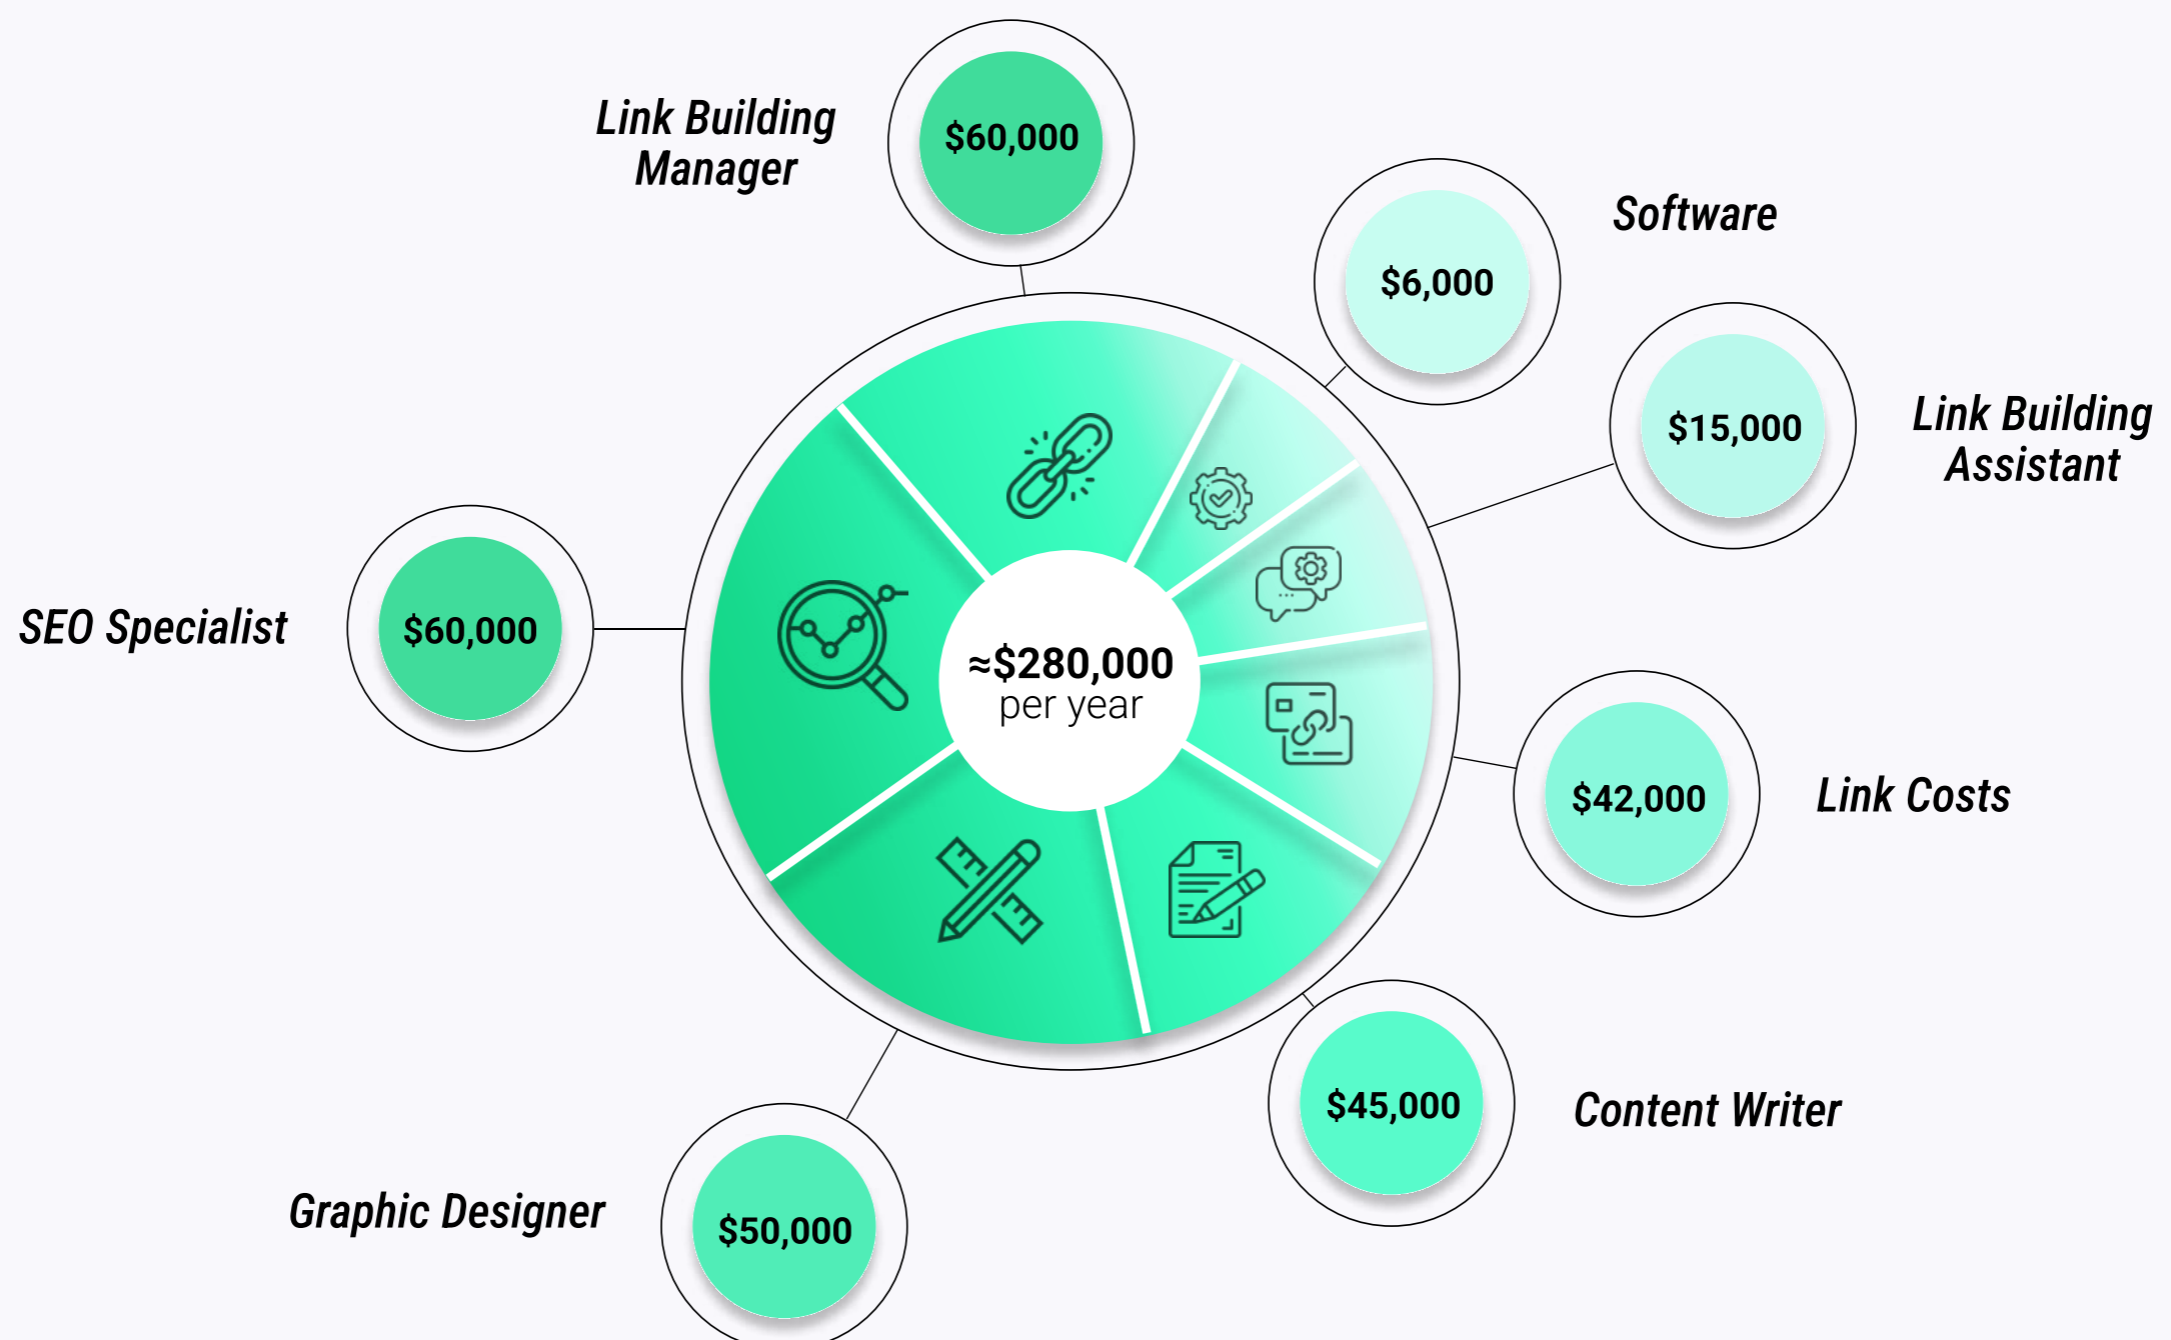 Link Building
Manager
$60,000
Software
$6,000
Link Building
Assistant
$15,000
SEO Specialist
$60,000
≈$280,000
per year
Link Costs
$42,000
Content Writer
$45,000
Graphic Designer
$50,000